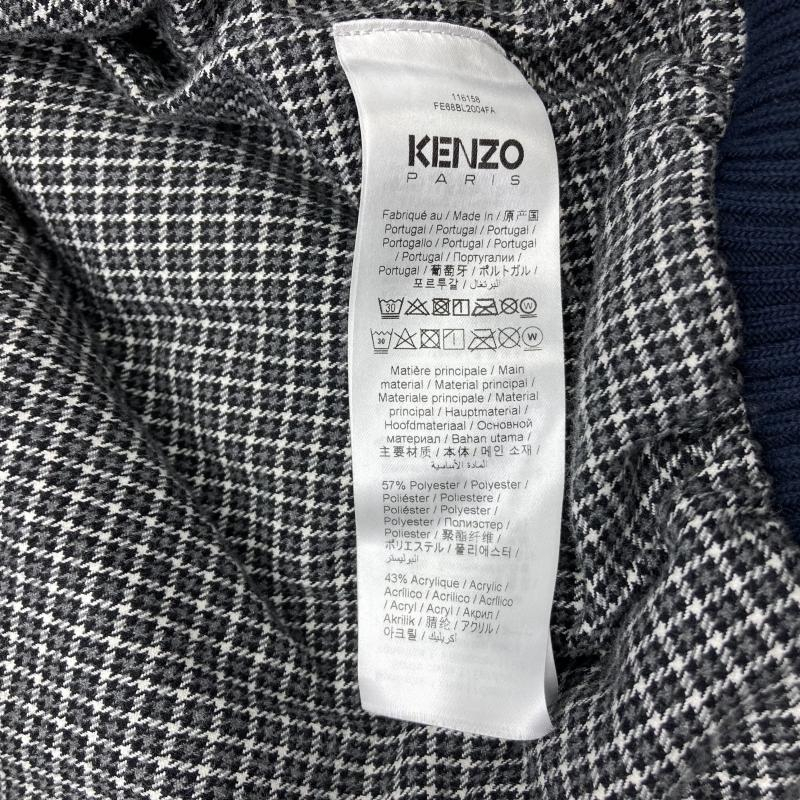 116158
FE68BL2004FA
KENZO
PARIS
Fabriqué au / Made in / 原产国
Portugal / Portugal / Portugal /
Portogallo / Portugal / Portugal
/ Portugal / Португалии /
Portugal / 葡萄牙 / ポルトガル /
포르투갈 / البرتغال
30 1 W
30 1 W
Matière principale / Main
material / Material principal /
Materiale principale / Material
principal / Hauptmaterial /
Hoofdmateriaal / Основной
материал / Bahan utama /
主要材质 / 本体 / 메인 소재 /
المادة الأساسية
57% Polyester / Polyester /
Poliéster / Poliestere /
Poliéster / Polyester /
Polyester / Полиэстер /
Poliester / 聚酯纤维 /
ポリエステル / 폴리에스터 /
البوليستر
43% Acrylique / Acrylic /
Acrílico / Acrilico / Acrílico
/ Acryl / Acryl / Акрил /
Akrilik / 腈纶 / アクリル /
아크릴 / أكريليك